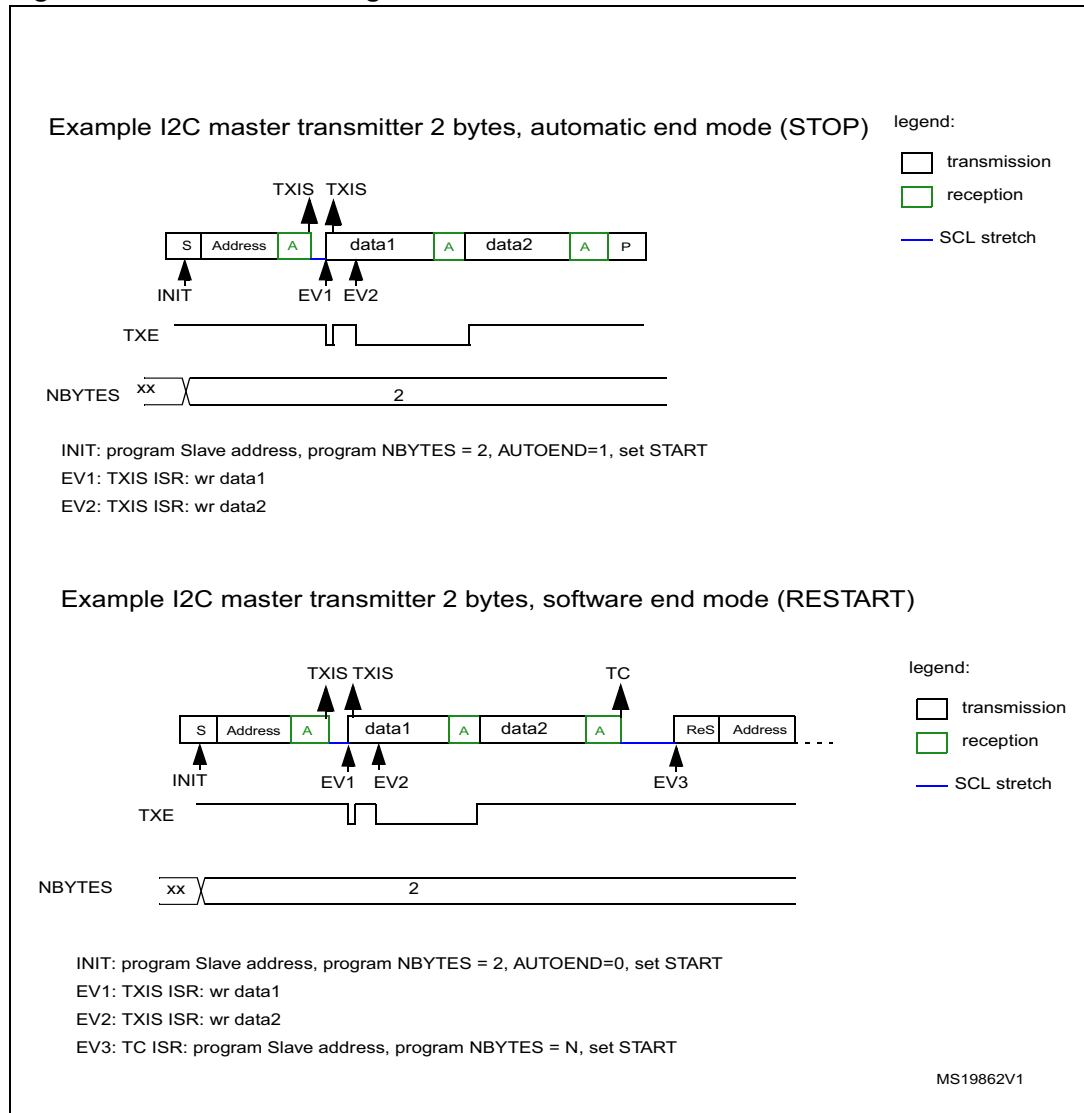 Example I2C master transmitter 2 bytes, automatic end mode (STOP)
legend:
transmission
reception
SCL stretch
TXIS TXIS
S Address A data1 A data2 A P
INIT EV1 EV2
TXE
NBYTES xx 2
INIT: program Slave address, program NBYTES = 2, AUTOEND=1, set START
EV1: TXIS ISR: wr data1
EV2: TXIS ISR: wr data2
Example I2C master transmitter 2 bytes, software end mode (RESTART)
legend:
transmission
reception
SCL stretch
TXIS TXIS TC
S Address A data1 A data2 A ReS Address
INIT EV1 EV2 EV3
TXE
NBYTES xx 2
INIT: program Slave address, program NBYTES = 2, AUTOEND=0, set START
EV1: TXIS ISR: wr data1
EV2: TXIS ISR: wr data2
EV3: TC ISR: program Slave address, program NBYTES = N, set START
MS19862V1